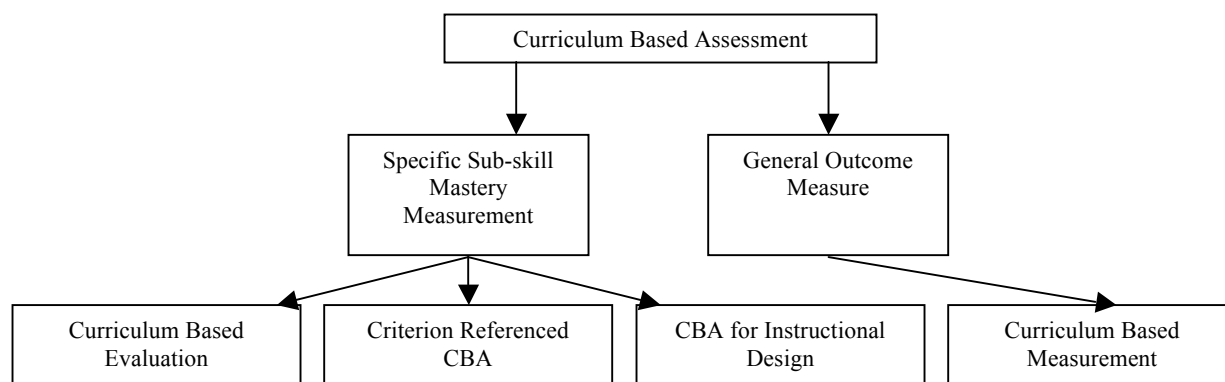 Curriculum Based Assessment
Specific Sub-skill
Mastery
Measurement
General Outcome
Measure
Curriculum Based
Evaluation
Criterion Referenced
CBA
CBA for Instructional
Design
Curriculum Based
Measurement